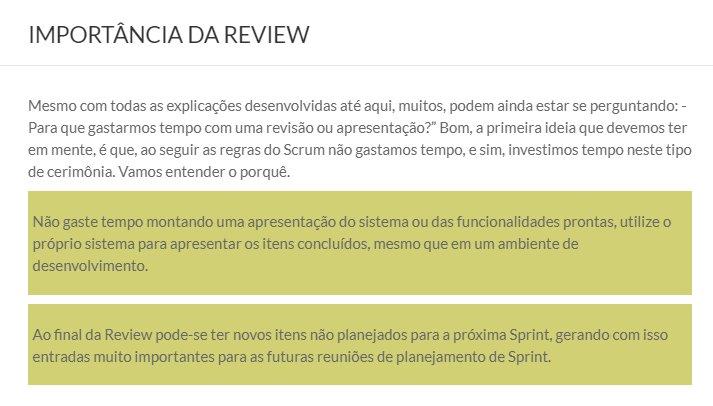 IMPORTÂNCIA DA REVIEW
Mesmo com todas as explicações desenvolvidas até aqui, muitos, podem ainda estar se perguntando: -
Para que gastarmos tempo com uma revisão ou apresentação?” Bom, a primeira ideia que devemos ter
em mente, é que, ao seguir as regras do Scrum não gastamos tempo, e sim, investimos tempo neste tipo
de cerimônia. Vamos entender o porquê.
Não gaste tempo montando uma apresentação do sistema ou das funcionalidades prontas, utilize o
próprio sistema para apresentar os itens concluídos, mesmo que em um ambiente de
desenvolvimento.
Ao final da Review pode-se ter novos itens não planejados para a próxima Sprint, gerando com isso
entradas muito importantes para as futuras reuniões de planejamento de Sprint.